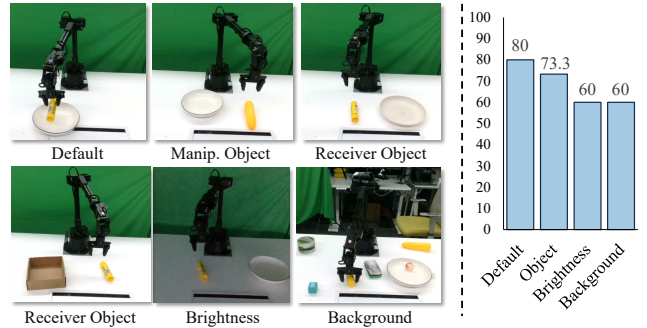 Default
Manip. Object
Receiver Object
Receiver Object
Brightness
Background
100
90
80
70
60
50
40
30
20
10
0
80
73.3
60
60
Default
Object
Brightness
Background